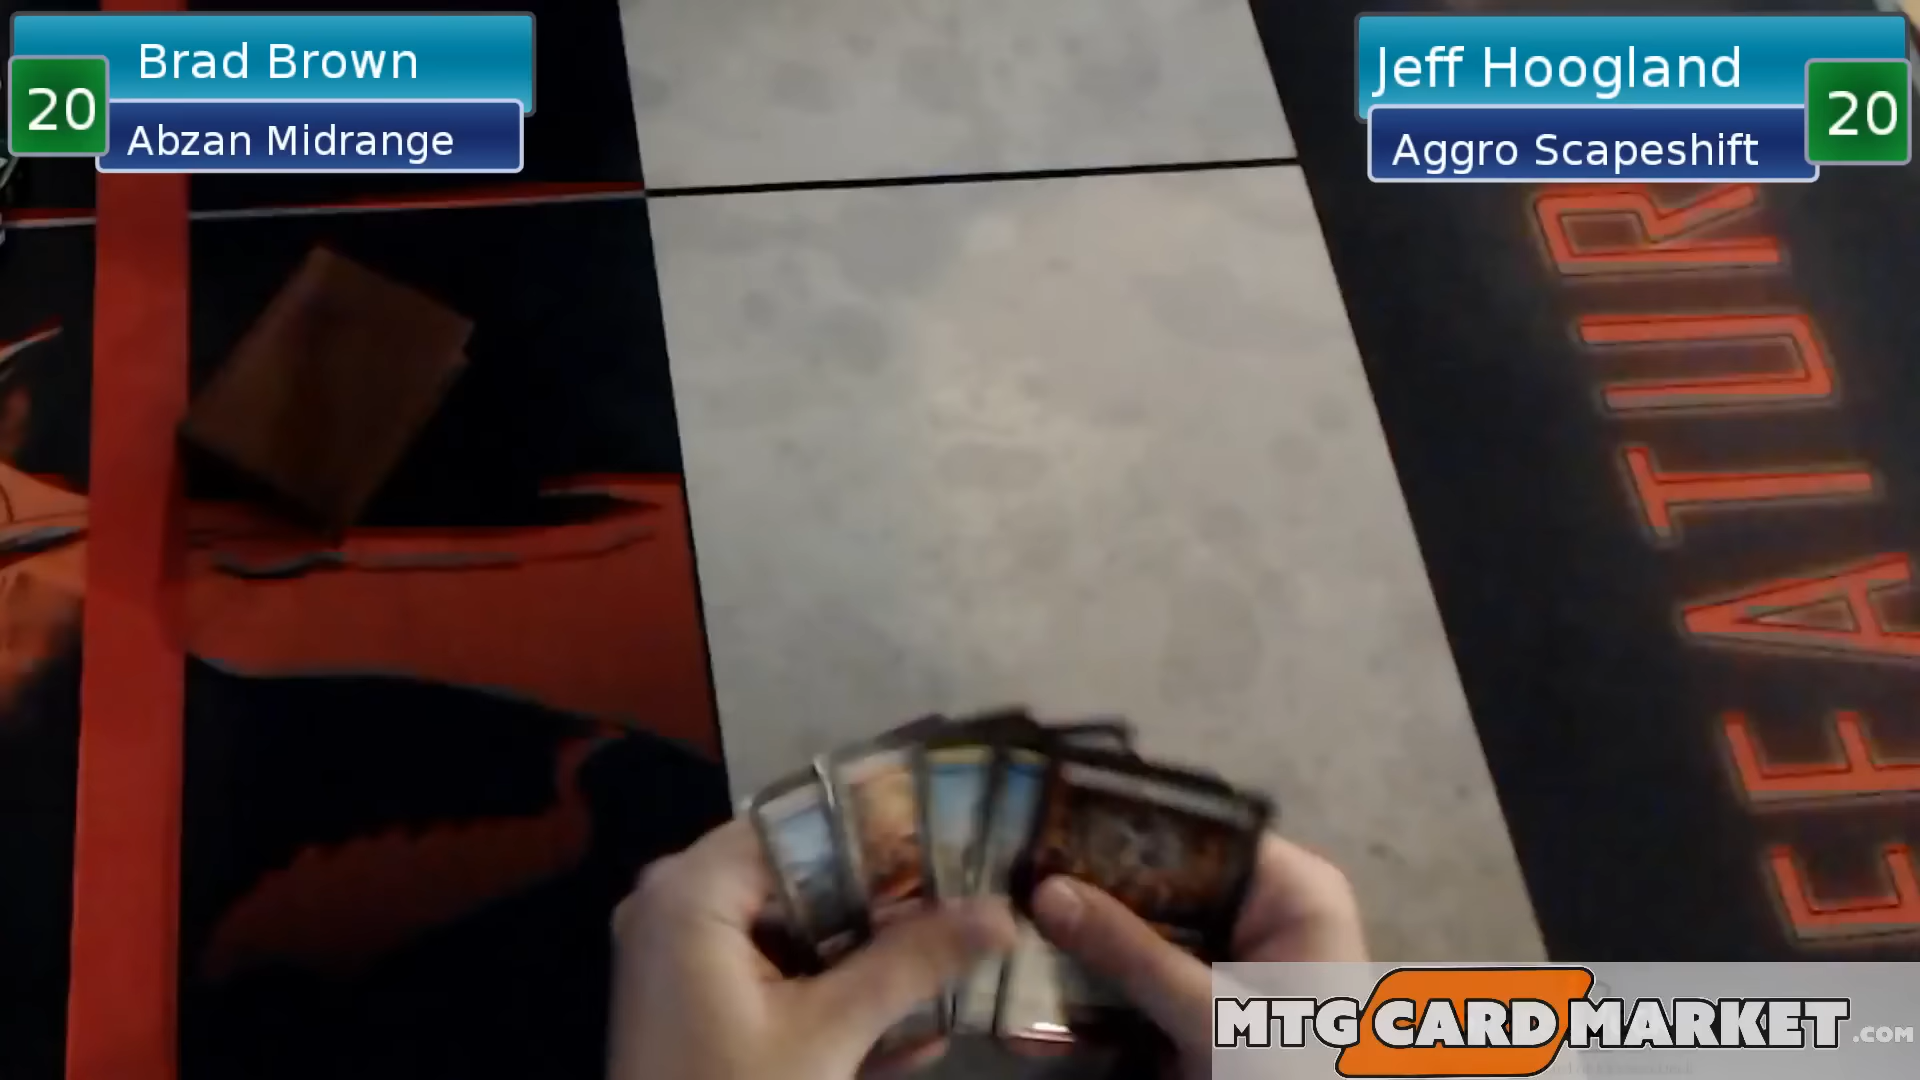 Brad Brown
20
Abzan Midrange
Jeff Hoogland
20
Aggro Scapeshift
FEATUR
MTG CARD MARKET.COM